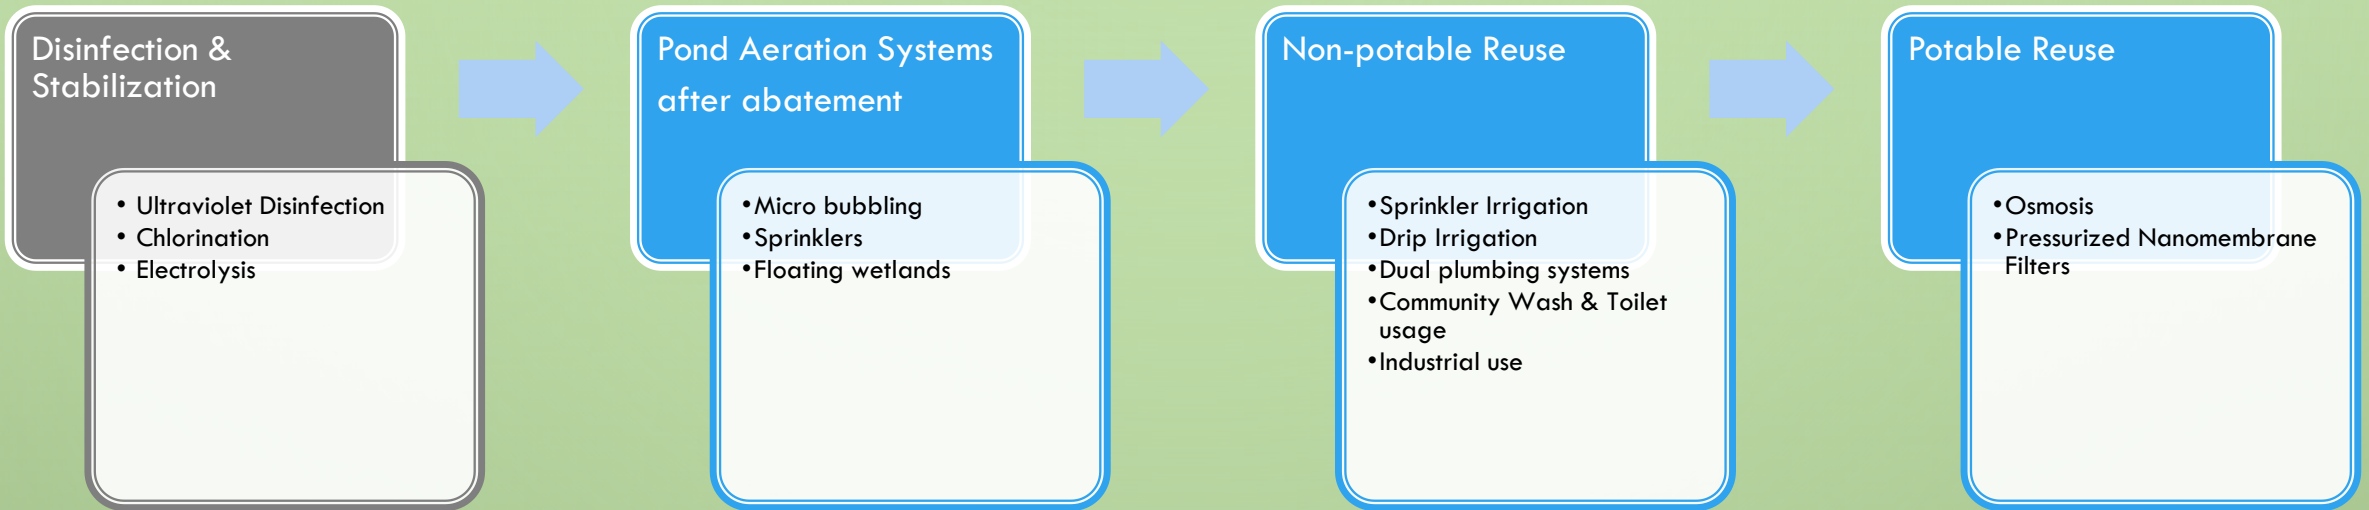 Disinfection &
Stabilization
• Ultraviolet Disinfection
• Chlorination
• Electrolysis
Pond Aeration Systems
after abatement
•Micro bubbling
•Sprinklers
•Floating wetlands
Non-potable Reuse
•Sprinkler Irrigation
•Drip Irrigation
•Dual plumbing systems
•Community Wash & Toilet
usage
•Industrial use
Potable Reuse
•Osmosis
•Pressurized Nanomembrane
Filters